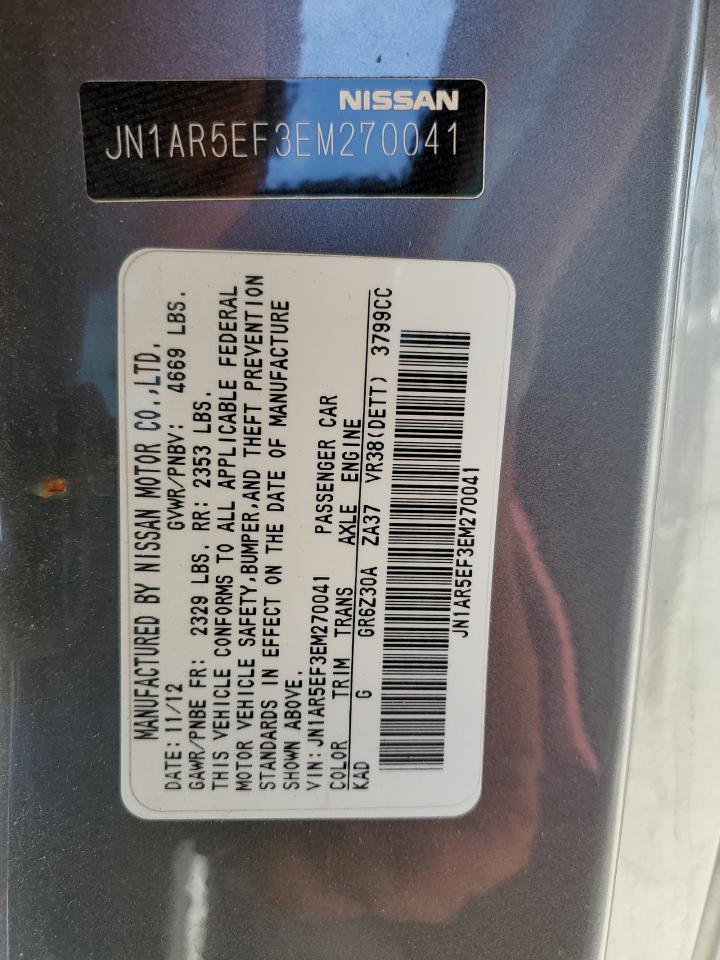 NISSAN
JN1AR5EF3EM270041
MANUFACTURED BY NISSAN MOTOR CO.,LTD.
DATE: 11/12 GVWR/PNBV: 4669 LBS.
GAWR/PNBE FR: 2329 LBS. RR: 2353 LBS.
THIS VEHICLE CONFORMS TO ALL APPLICABLE FEDERAL
MOTOR VEHICLE SAFETY,BUMPER,AND THEFT PREVENTION
STANDARDS IN EFFECT ON THE DATE OF MANUFACTURE
SHOWN ABOVE.
VIN:JN1AR5EF3EM270041 PASSENGER CAR
COLOR TRIM TRANS AXLE ENGINE
KAD G GR6Z30A ZA37 VR38(DETT) 3799CC
JN1AR5EF3EM270041